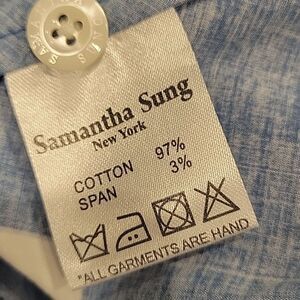 Samantha Sung
New York
COTTON 97%
SPAN 3%
*ALL GARMENTS ARE HAND